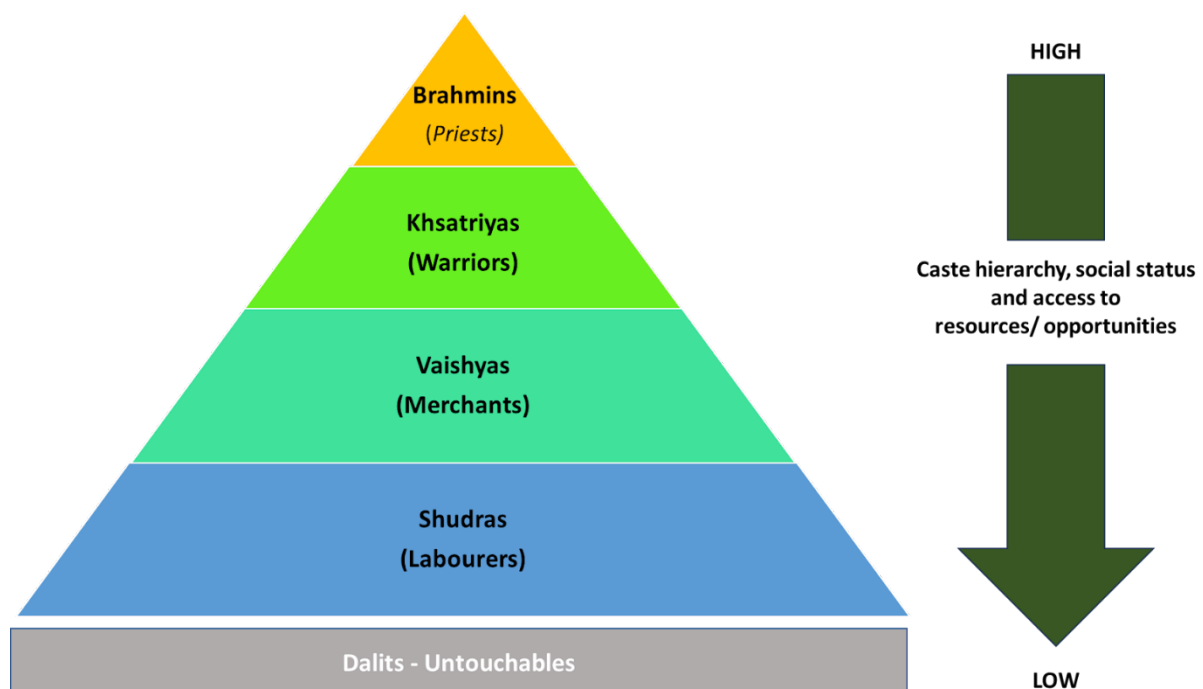 Brahmins
(Priests)
Khsatriyas
(Warriors)
Vaishyas
(Merchants)
Shudras
(Labourers)
Dalits - Untouchables
HIGH
Caste hierarchy, social status
and access to
resources/ opportunities
LOW